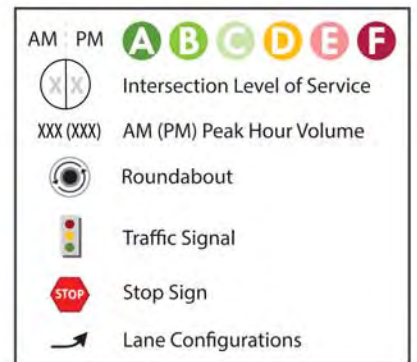 AM PM A B C D E F
X X Intersection Level of Service
XXX (XXX) AM (PM) Peak Hour Volume
Roundabout
Traffic Signal
STOP Stop Sign
Lane Configurations